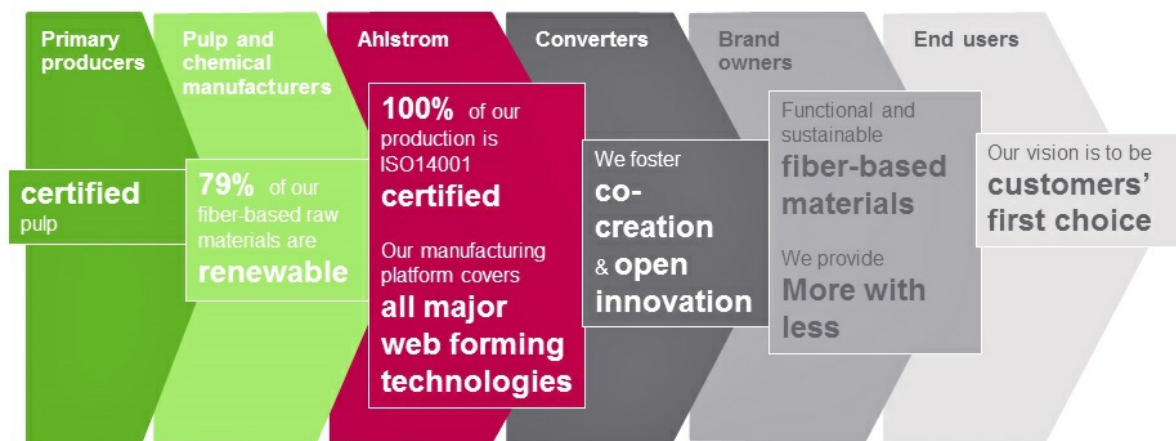 Primary
producers
certified
pulp
Pulp and
chemical
manufacturers
79% of our
fiber-based raw
materials are
renewable
Ahlstrom
100% of our
production is
ISO14001
certified
Our manufacturing
platform covers
all major
web forming
technologies
Converters
We foster
co-
creation
& open
innovation
Brand
owners
Functional and
sustainable
fiber-based
materials
We provide
More with
less
End users
Our vision is to be
customers’
first choice